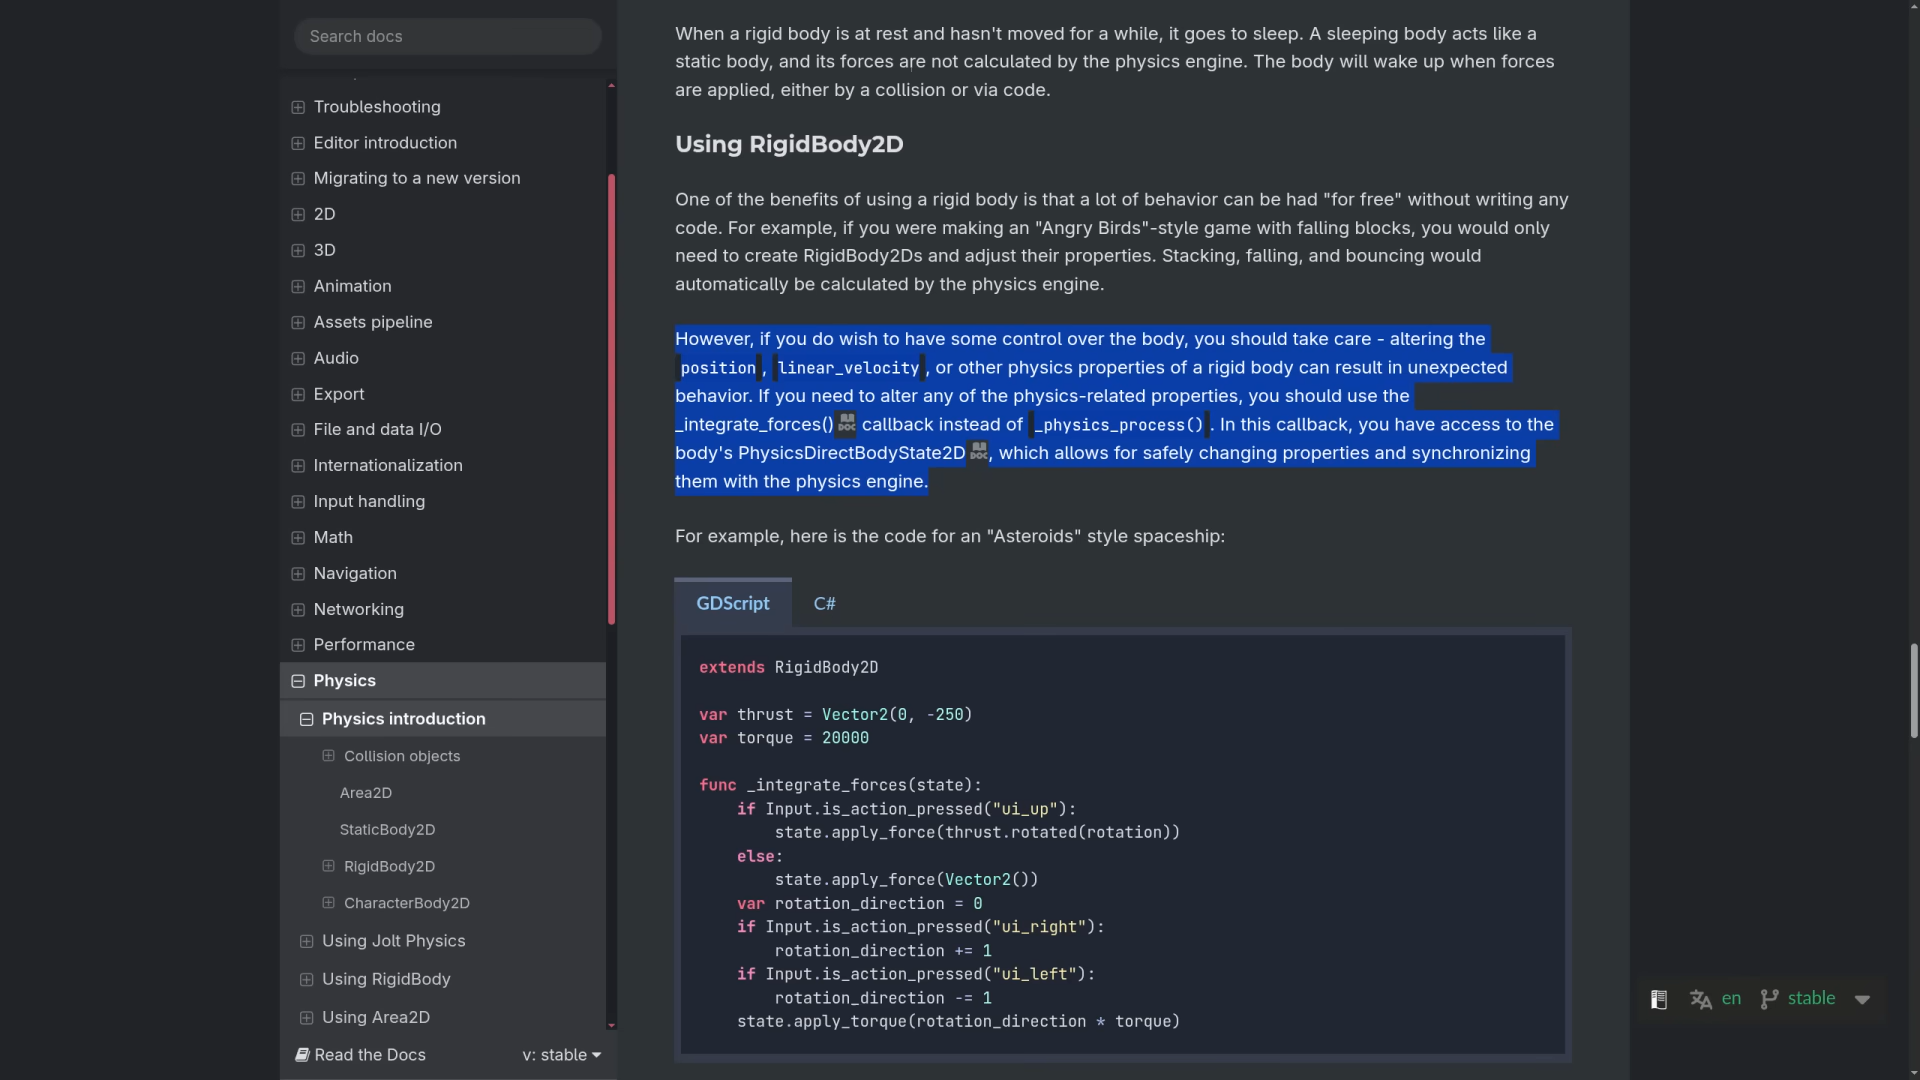 Search docs
Troubleshooting
Editor introduction
Migrating to a new version
2D
3D
Animation
Assets pipeline
Audio
Export
File and data I/O
Internationalization
Input handling
Math
Navigation
Networking
Performance
Physics
Physics introduction
Collision objects
Area2D
StaticBody2D
RigidBody2D
CharacterBody2D
Using Jolt Physics
Using RigidBody
Using Area2D
Read the Docs
v: stable
When a rigid body is at rest and hasn't moved for a while, it goes to sleep. A sleeping body acts like a
static body, and its forces are not calculated by the physics engine. The body will wake up when forces
are applied, either by a collision or via code.
Using RigidBody2D
One of the benefits of using a rigid body is that a lot of behavior can be had "for free" without writing any
code. For example, if you were making an "Angry Birds"-style game with falling blocks, you would only
need to create RigidBody2Ds and adjust their properties. Stacking, falling, and bouncing would
automatically be calculated by the physics engine.
However, if you do wish to have some control over the body, you should take care - altering the
position, linear_velocity, or other physics properties of a rigid body can result in unexpected
behavior. If you need to alter any of the physics-related properties, you should use the
_integrate_forces() DOC callback instead of _physics_process(). In this callback, you have access to the
body's PhysicsDirectBodyState2D DOC, which allows for safely changing properties and synchronizing
them with the physics engine.
For example, here is the code for an "Asteroids" style spaceship:
GDScript C#
extends RigidBody2D
var thrust = Vector2(0, -250)
var torque = 20000
func _integrate_forces(state):
    if Input.is_action_pressed("ui_up"):
        state.apply_force(thrust.rotated(rotation))
    else:
        state.apply_force(Vector2())
    var rotation_direction = 0
    if Input.is_action_pressed("ui_right"):
        rotation_direction += 1
    if Input.is_action_pressed("ui_left"):
        rotation_direction -= 1
    state.apply_torque(rotation_direction * torque)
en stable